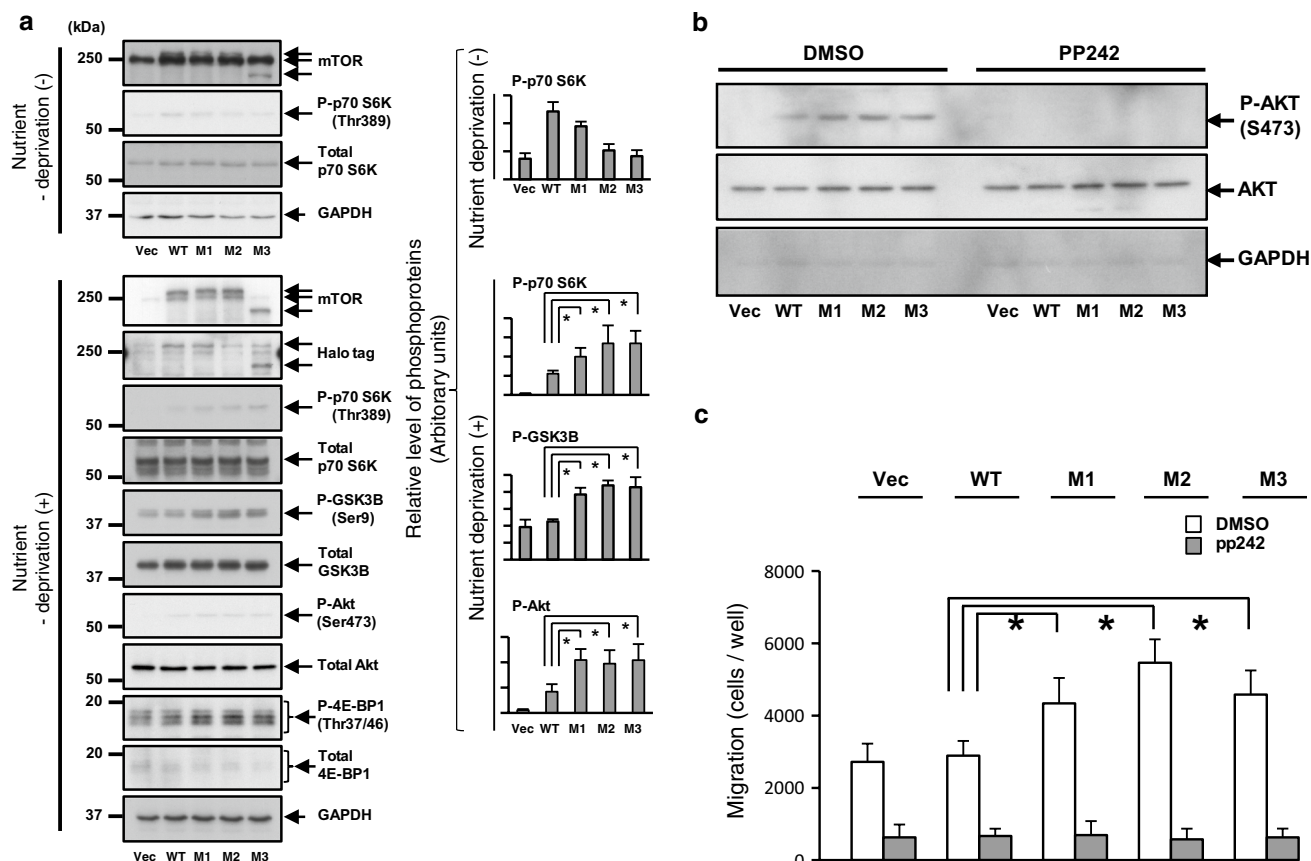 a
(kDa)
Nutrient
- deprivation (-)
250
mTOR
P-p70 S6K
(Thr389)
50
Total
p70 S6K
50
37
GAPDH
Vec WT M1 M2 M3
Nutrient
- deprivation (+)
250
mTOR
250
Halo tag
P-p70 S6K
(Thr389)
50
Total
p70 S6K
50
P-GSK3B
(Ser9)
37
Total
GSK3B
37
P-Akt
(Ser473)
50
Total Akt
50
20
P-4E-BP1
(Thr37/46)
20
Total
4E-BP1
37
GAPDH
Vec WT M1 M2 M3
Relative level of phosphoproteins
(Arbitorary units)
Nutrient deprivation (-)
P-p70 S6K
Vec WT M1 M2 M3
Nutrient deprivation (+)
P-p70 S6K
* * *
P-GSK3B
* * *
P-Akt
* * *
Vec WT M1 M2 M3
b
DMSO PP242
P-AKT
(S473)
AKT
GAPDH
Vec WT M1 M2 M3 Vec WT M1 M2 M3
c
Vec WT M1 M2 M3
DMSO
pp242
Migration (cells / well)
8000
6000
4000
2000
0
* * *